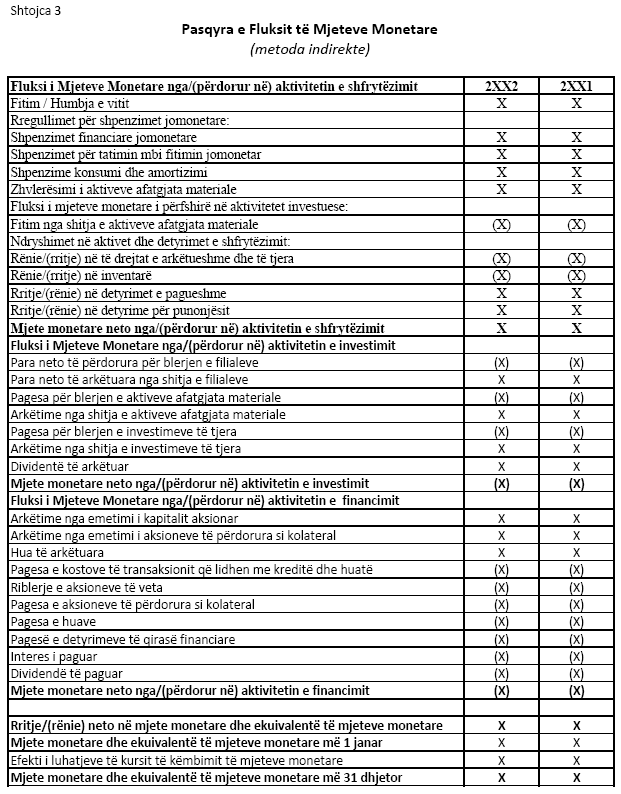 Shtojca 3
Pasqyra e Fluksit të Mjeteve Monetare
(metoda indirekte)
Fluksi i Mjeteve Monetare nga/(përdorur në) aktivitetin e shfrytëzimit 2XX2 2XX1
Fitim / Humbja e vitit X X
Rregullimet për shpenzimet jomonetare:
Shpenzimet financiare jomonetare X X
Shpenzimet për tatimin mbi fitimin jomonetar X X
Shpenzime konsumi dhe amortizimi X X
Zhvlerësimi i aktiveve afatgjata materiale X X
Fluksi i mjeteve monetare i përfshirë në aktivitetet investuese:
Fitim nga shitja e aktiveve afatgjata materiale (X) (X)
Ndryshimet në aktivet dhe detyrimet e shfrytëzimit:
Rënie/(rritje) në të drejtat e arkëtueshme dhe të tjera (X) (X)
Rënie/(rritje) në inventarë (X) (X)
Rritje/(rënie) në detyrimet e pagueshme X X
Rritje/(rënie) në detyrime për punonjësit X X
Mjete monetare neto nga/(përdorur në) aktivitetin e shfrytëzimit X X
Fluksi i Mjeteve Monetare nga/(përdorur në) aktivitetin e investimit
Para neto të përdorura për blerjen e filialeve (X) (X)
Para neto të arkëtuara nga shitja e filialeve X X
Pagesa për blerjen e aktiveve afatgjata materiale (X) (X)
Arkëtime nga shitja e aktiveve afatgjata materiale X X
Pagesa për blerjen e investimeve të tjera (X) (X)
Arkëtime nga shitja e investimeve të tjera X X
Dividentë të arkëtuar X X
Mjete monetare neto nga/(përdorur në) aktivitetin e investimit (X) (X)
Fluksi i Mjeteve Monetare nga/(përdorur në) aktivitetin e financimit
Arkëtime nga emetimi i kapitalit aksionar X X
Arkëtime nga emetimi i aksioneve të përdorura si kolateral X X
Hua të arkëtuara X X
Pagesa e kostove të transaksionit që lidhen me kreditë dhe huatë (X) (X)
Riblerje e aksioneve të veta (X) (X)
Pagesa e aksioneve të përdorura si kolateral (X) (X)
Pagesa e huave (X) (X)
Pagesë e detyrimeve të qirasë financiare (X) (X)
Interes i paguar (X) (X)
Dividendë të paguar (X) (X)
Mjete monetare neto nga/(përdorur në) aktivitetin e financimit (X) (X)
Rritje/(rënie) neto në mjete monetare dhe ekuivalentë të mjeteve monetare X X
Mjete monetare dhe ekuivalentë të mjeteve monetare më 1 janar X X
Efekti i luhatjeve të kursit të këmbimit të mjeteve monetare X X
Mjete monetare dhe ekuivalentë të mjeteve monetare më 31 dhjetor X X